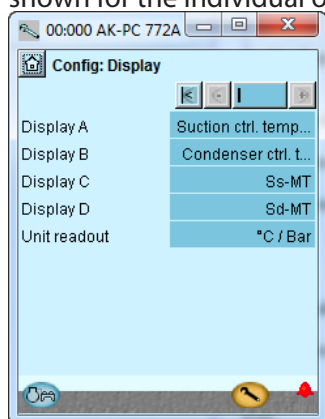 shown for the individual o
00:000 AK-PC 772A
Config: Display
Display A Suction ctrl. temp...
Display B Condenser ctrl. t...
Display C Ss-MT
Display D Sd-MT
Unit readout °C / Bar